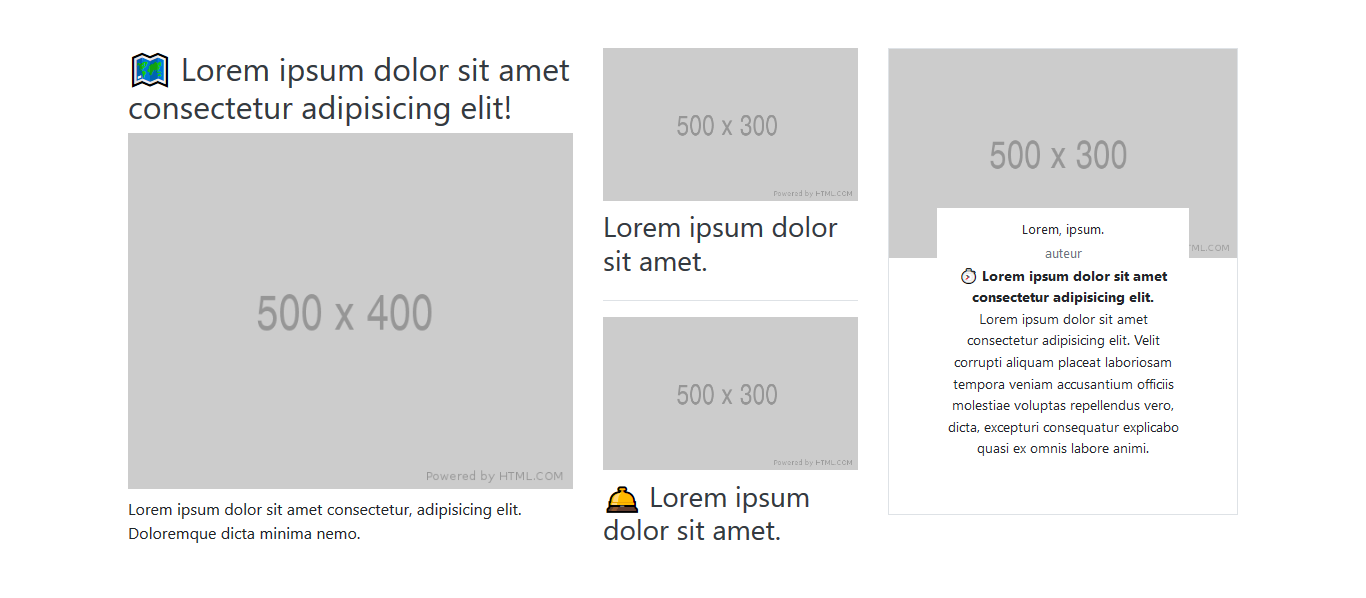 🗺️ Lorem ipsum dolor sit amet
consectetur adipisicing elit!
500 x 400
Powered by HTML.COM
Lorem ipsum dolor sit amet consectetur, adipisicing elit.
Doloremque dicta minima nemo.
500 x 300
Powered by HTML.COM
Lorem ipsum dolor
sit amet.
500 x 300
Powered by HTML.COM
🛎️ Lorem ipsum
dolor sit amet.
500 x 300
ML.COM
Lorem, ipsum.
auteur
⏱ Lorem ipsum dolor sit amet
consectetur adipisicing elit.
Lorem ipsum dolor sit amet
consectetur adipisicing elit. Velit
corrupti aliquam placeat laboriosam
tempora veniam accusantium officiis
molestiae voluptas repellendus vero,
dicta, excepturi consequatur explicabo
quasi ex omnis labore animi.